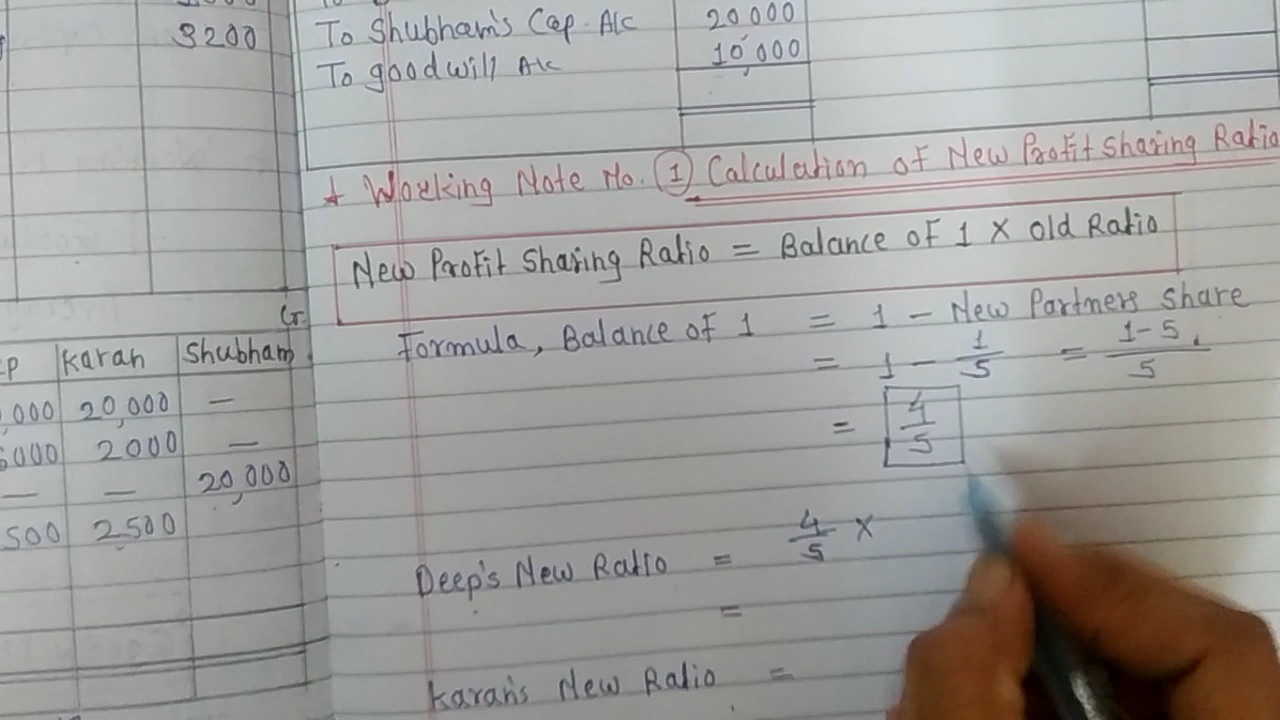 3200
To Shubham's Cap A/c 20000
To goodwill A/c 10,000
* Working Note No. ① Calculation of New Profit Sharing Ratio
New Profit Sharing Ratio = Balance of 1 × Old Ratio
Formula, Balance of 1 = 1 - New Partners Share
= 1 - 1/5 = 1-5/5
= 4/5
Deep's New Ratio = 4/5 ×
=
Karan's New Ratio =
Cr.
P Karan Shubham
,000 20,000 —
000 2000 —
— — 20,000
500 2500